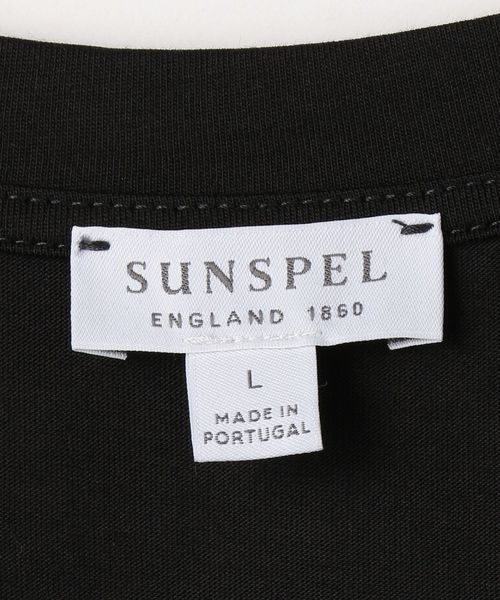 SUNSPEL
ENGLAND 1860
L
MADE IN
PORTUGAL